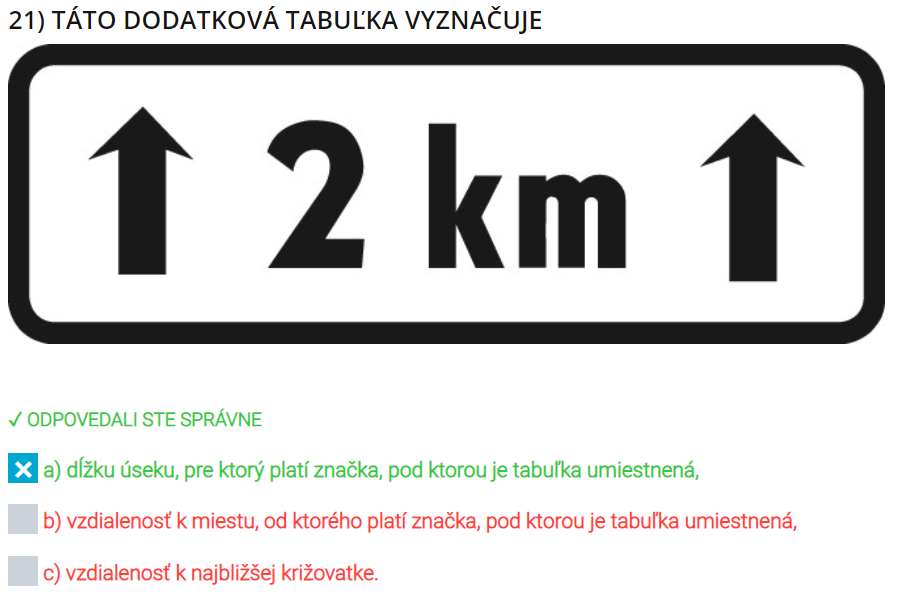 21) TÁTO DODATKOVÁ TABUĽKA VYZNAČUJE
2 km
✓ ODPOVEDALI STE SPRÁVNE
a) dĺžku úseku, pre ktorý platí značka, pod ktorou je tabuľka umiestnená,
b) vzdialenosť k miestu, od ktorého platí značka, pod ktorou je tabuľka umiestnená,
c) vzdialenosť k najbližšej križovatke.